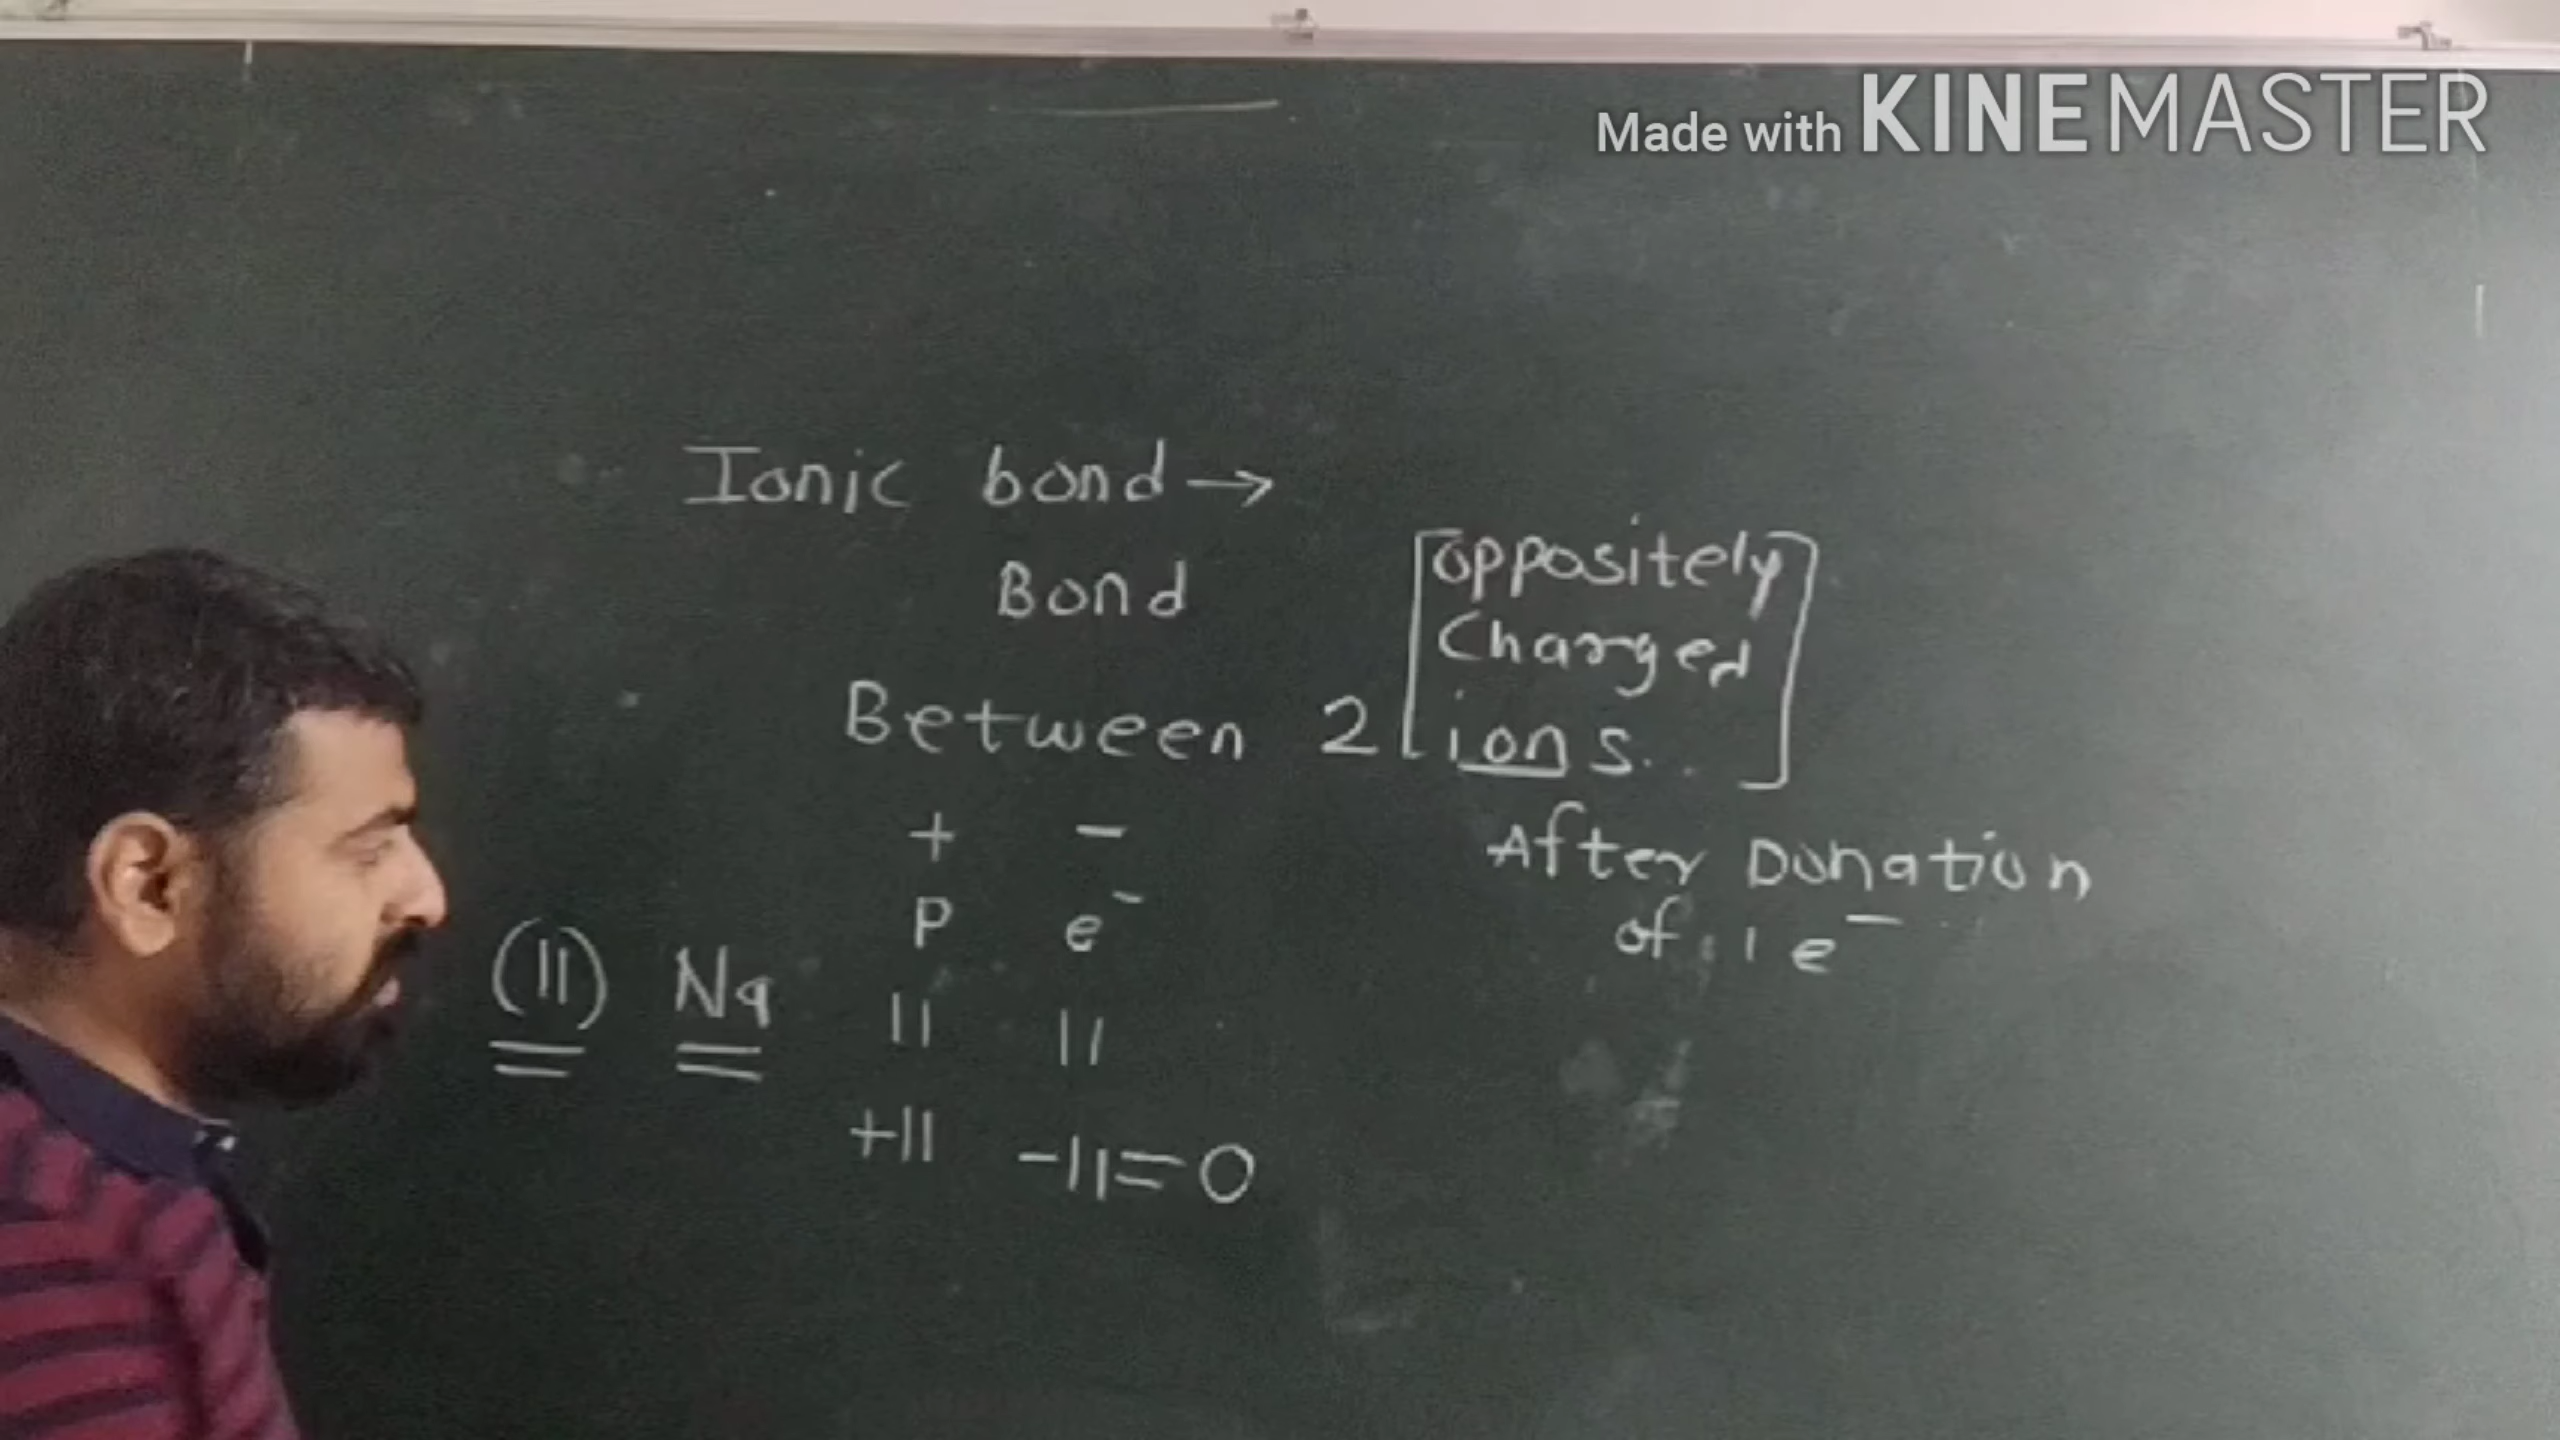 Made with KINEMASTER
Ionic bond →
Bond
Between 2 [oppositely
Charged
ions.]
After Donation
of 1 e⁻
+ −
P e⁻
(11) Na 11 11
+11 -11=0